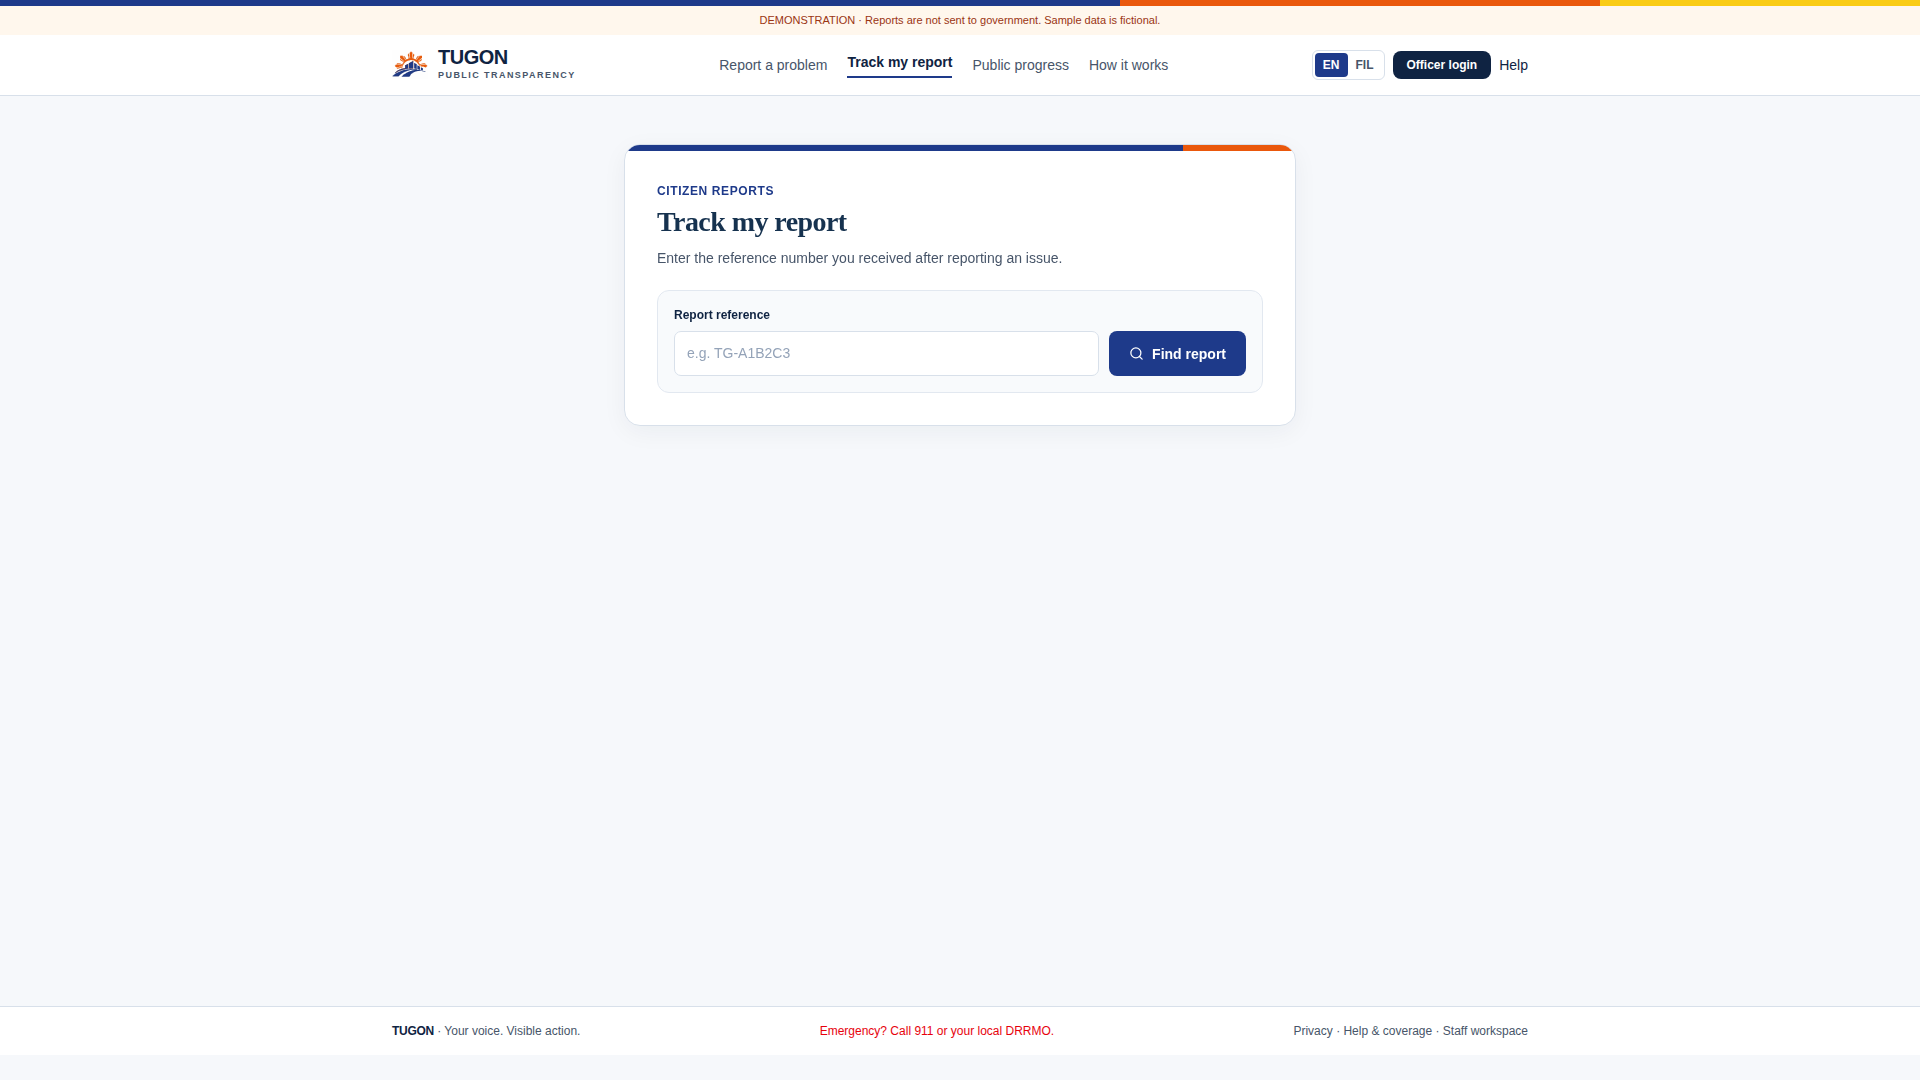 DEMONSTRATION · Reports are not sent to government. Sample data is fictional.
TUGON
PUBLIC TRANSPARENCY
Report a problem
Track my report
Public progress
How it works
EN
FIL
Officer login
Help
CITIZEN REPORTS
Track my report
Enter the reference number you received after reporting an issue.
Report reference
e.g. TG-A1B2C3
Find report
TUGON · Your voice. Visible action.
Emergency? Call 911 or your local DRRMO.
Privacy · Help & coverage · Staff workspace